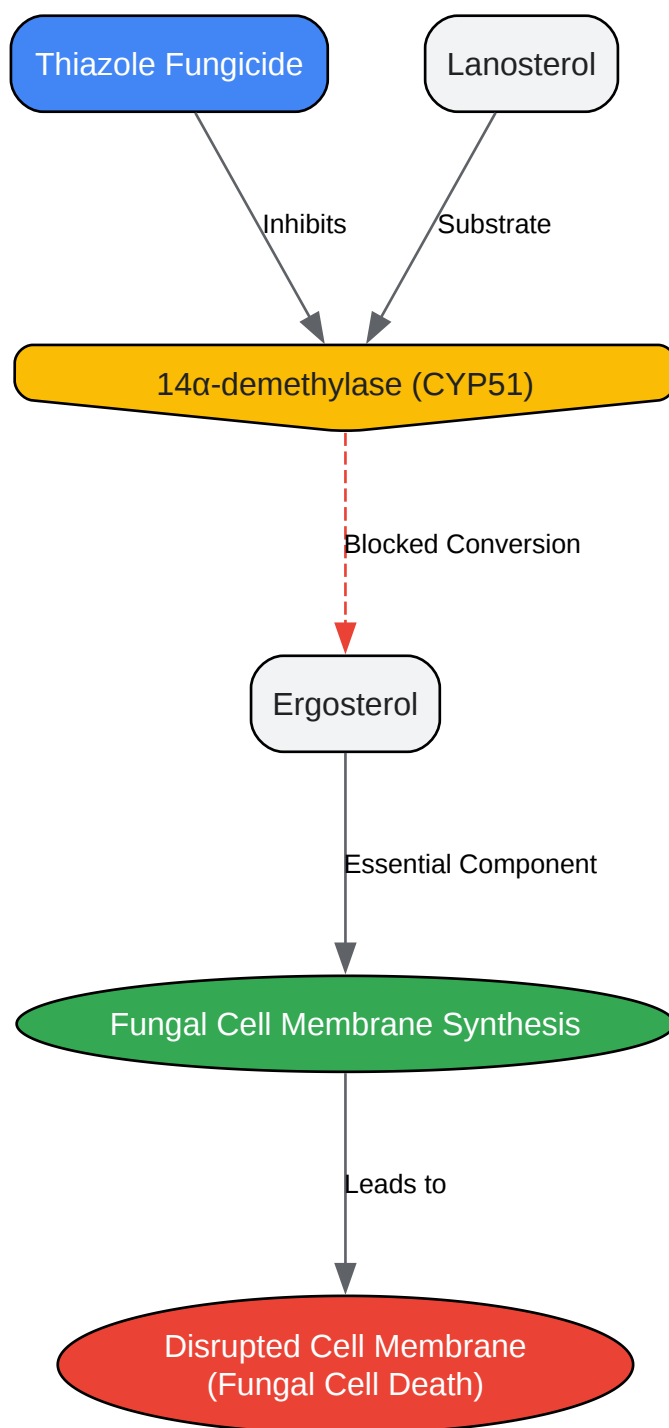 Thiazole Fungicide
Lanosterol
Inhibits
Substrate
14α-demethylase (CYP51)
Blocked Conversion
Ergosterol
Essential Component
Fungal Cell Membrane Synthesis
Leads to
Disrupted Cell Membrane
(Fungal Cell Death)